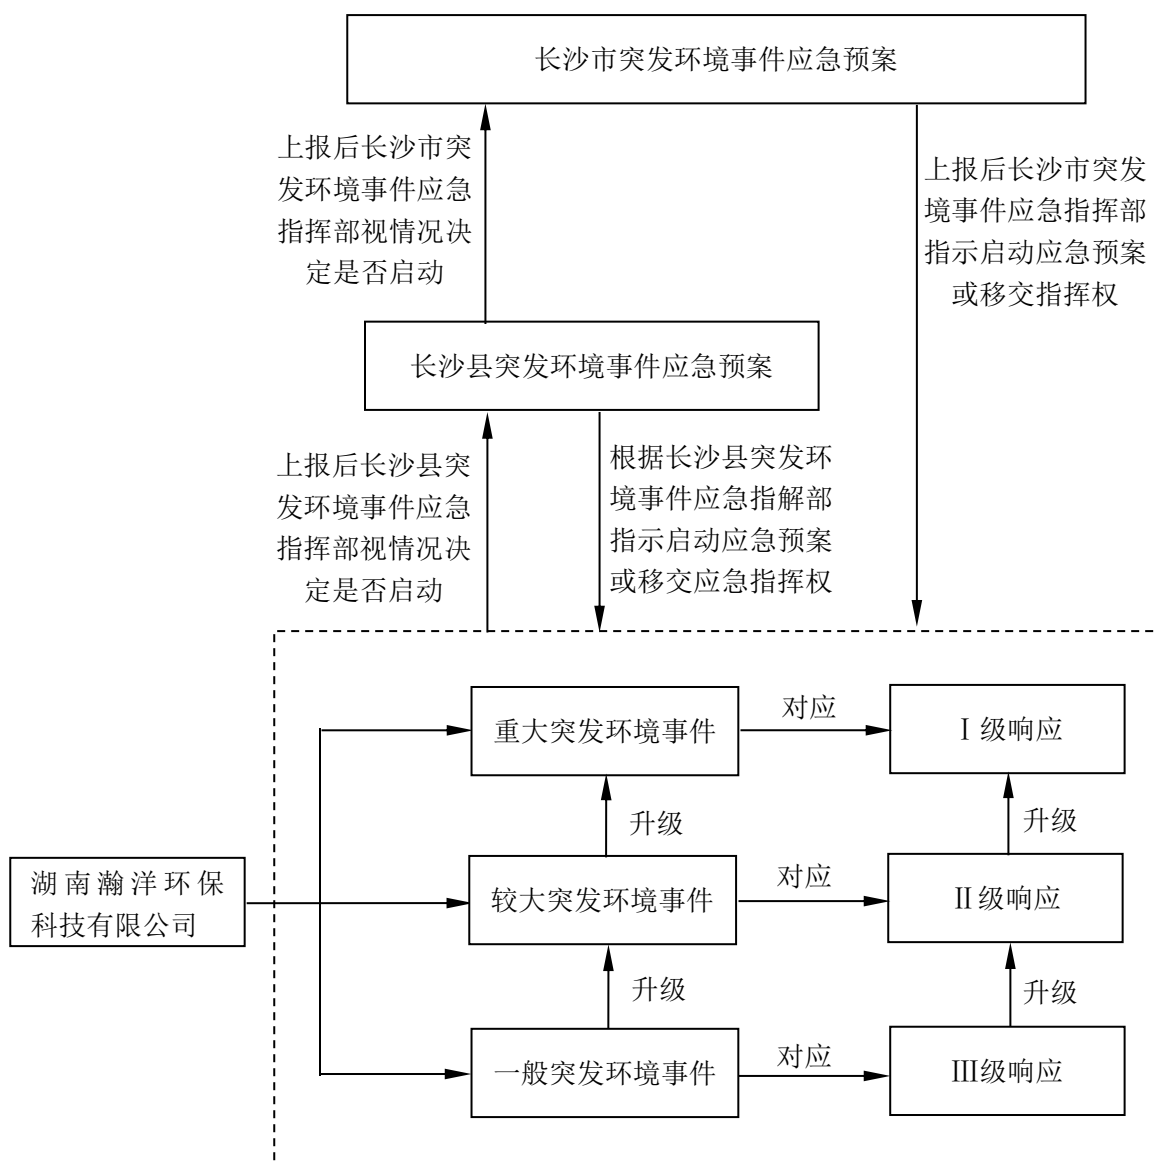 长沙市突发环境事件应急预案
上报后长沙市突
发环境事件应急
指挥部视情况决
定是否启动
上报后长沙市突发
境事件应急指挥部
指示启动应急预案
或移交指挥权
长沙县突发环境事件应急预案
上报后长沙县突
发环境事件应急
指挥部视情况决
定是否启动
根据长沙县突发环
境事件应急指解部
指示启动应急预案
或移交应急指挥权
重大突发环境事件
对应
Ⅰ级响应
升级
升级
湖南瀚洋环保
科技有限公司
较大突发环境事件
对应
Ⅱ级响应
升级
升级
一般突发环境事件
对应
Ⅲ级响应